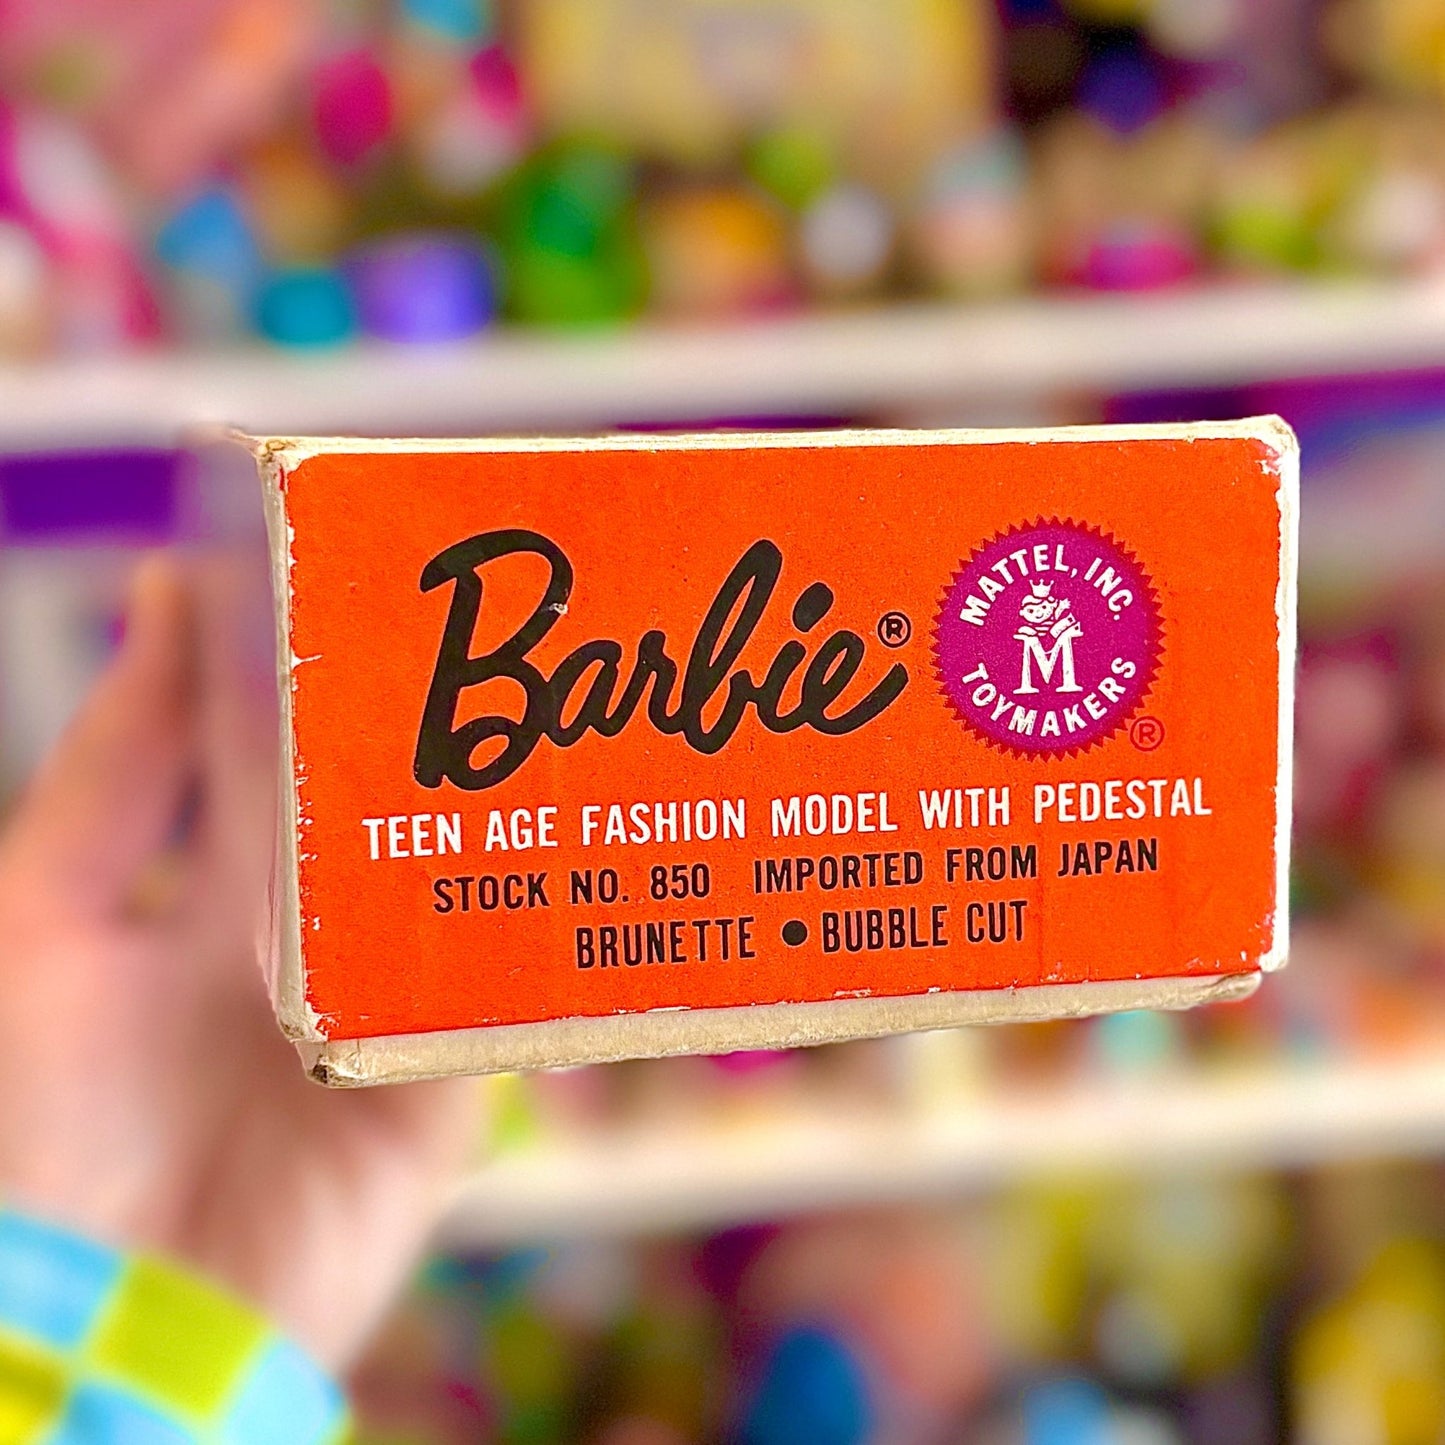 Barbie®
MATTEL, INC.
M
TOYMAKERS
®
TEEN AGE FASHION MODEL WITH PEDESTAL
STOCK NO. 850 IMPORTED FROM JAPAN
BRUNETTE • BUBBLE CUT